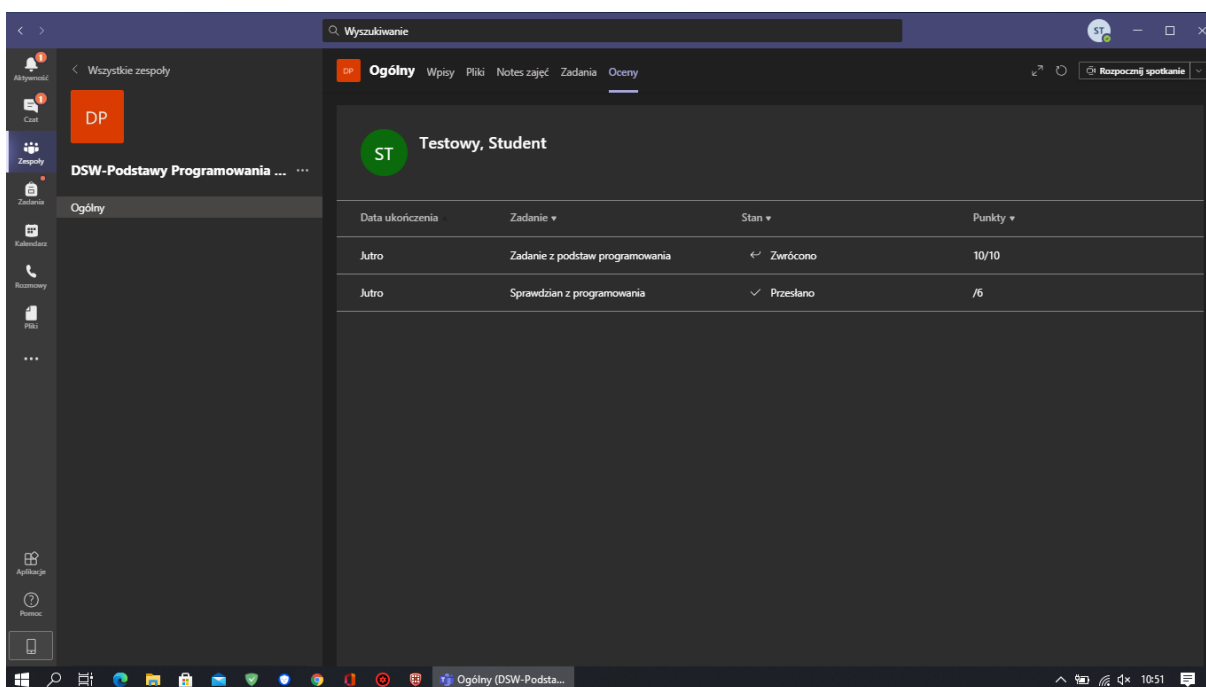 Wyszukiwanie
ST
1
Aktywność
1
Czat
Zespoły
Zadania
Kalendarz
Rozmowy
Pliki
Aplikacje
Pomoc
Wszystkie zespoły
DP
DSW-Podstawy Programowania ... ...
Ogólny
DP Ogólny Wpisy Pliki Notes zajęć Zadania Oceny
Rozpocznij spotkanie
ST
Testowy, Student
Data ukończenia Zadanie Stan Punkty
Jutro Zadanie z podstaw programowania Zwrócono 10/10
Jutro Sprawdzian z programowania Przesłano /6
Ogólny (DSW-Podsta...
10:51